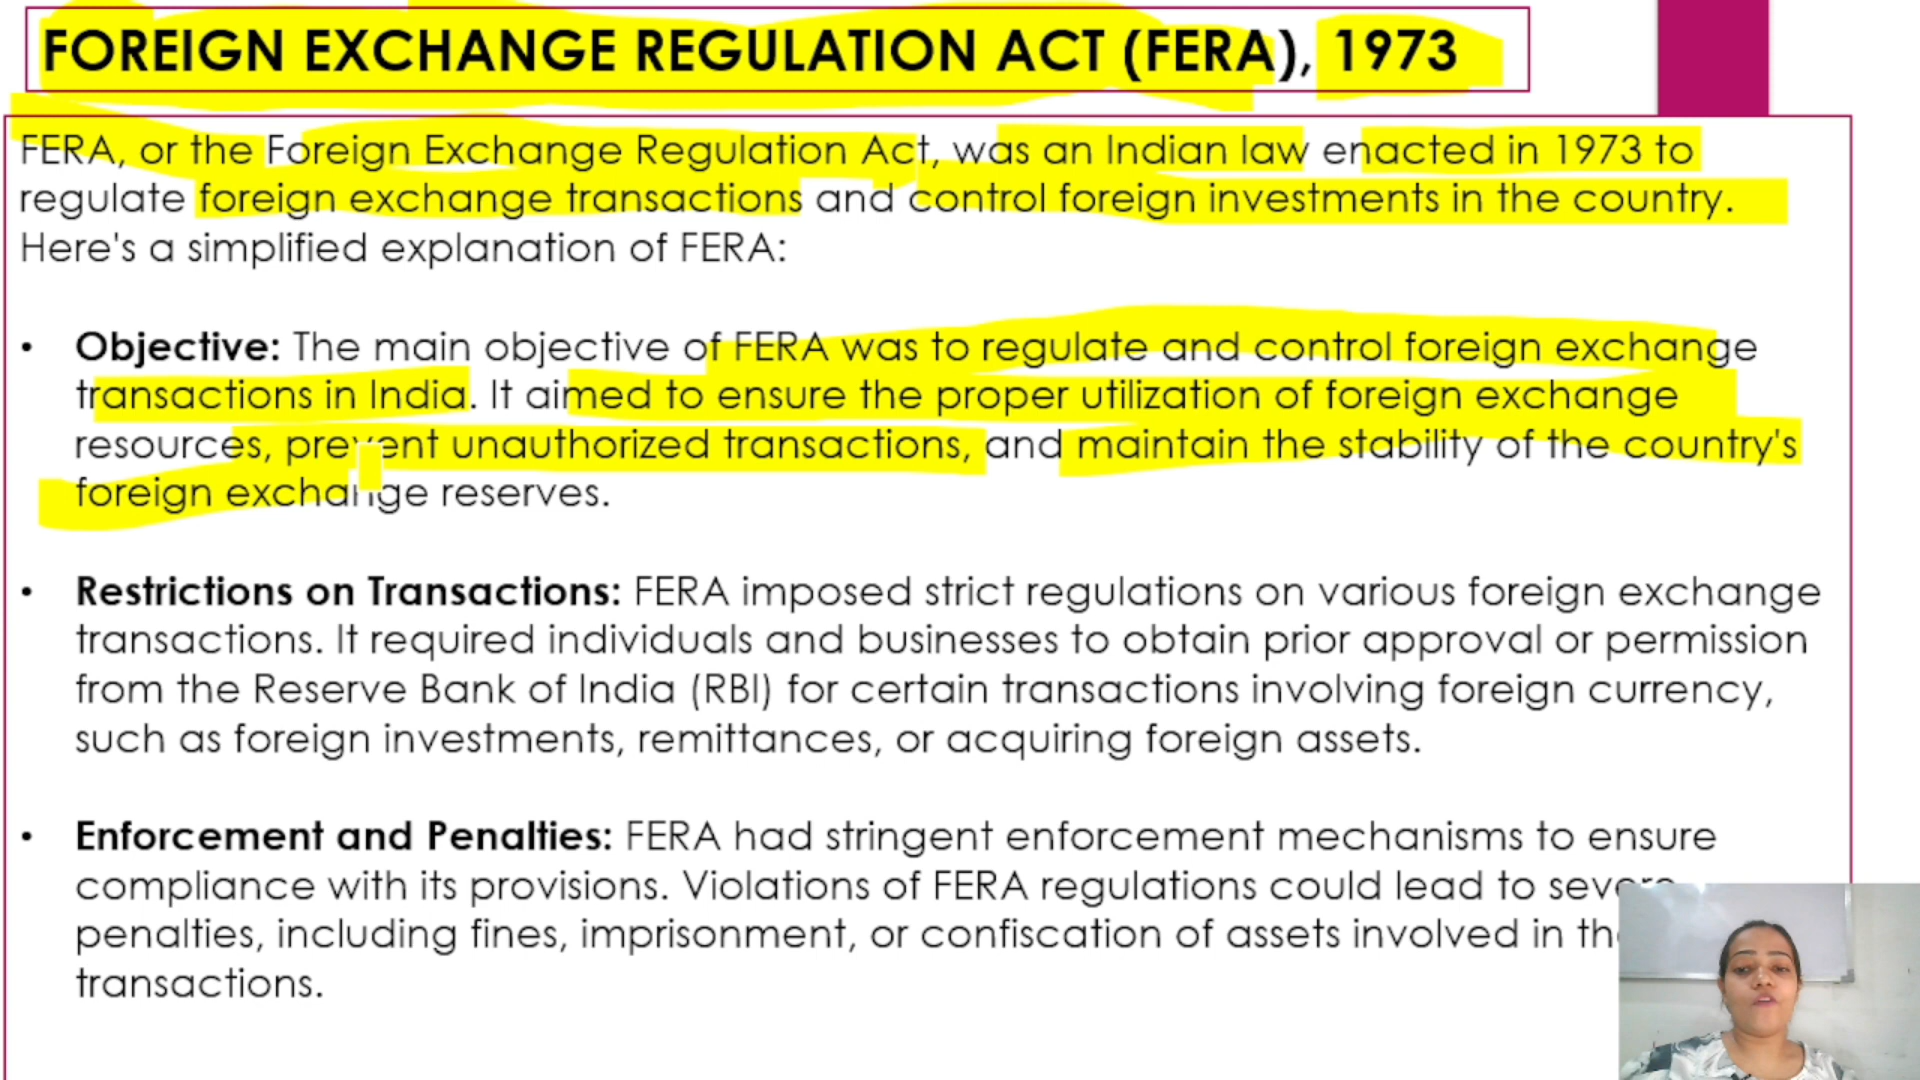 FOREIGN EXCHANGE REGULATION ACT (FERA), 1973
FERA, or the Foreign Exchange Regulation Act, was an Indian law enacted in 1973 to
regulate foreign exchange transactions and control foreign investments in the country.
Here's a simplified explanation of FERA:
• Objective: The main objective of FERA was to regulate and control foreign exchange
transactions in India. It aimed to ensure the proper utilization of foreign exchange
resources, prevent unauthorized transactions, and maintain the stability of the country's
foreign exchange reserves.
• Restrictions on Transactions: FERA imposed strict regulations on various foreign exchange
transactions. It required individuals and businesses to obtain prior approval or permission
from the Reserve Bank of India (RBI) for certain transactions involving foreign currency,
such as foreign investments, remittances, or acquiring foreign assets.
• Enforcement and Penalties: FERA had stringent enforcement mechanisms to ensure
compliance with its provisions. Violations of FERA regulations could lead to severe
penalties, including fines, imprisonment, or confiscation of assets involved in
transactions.